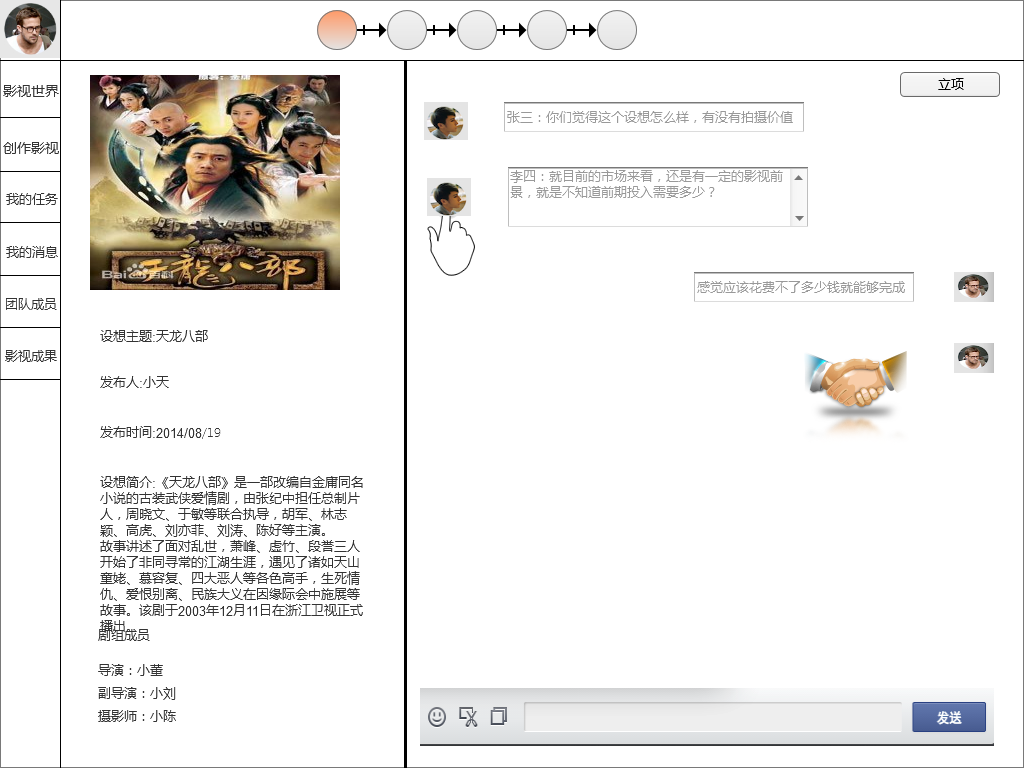 影视世界
创作影视
我的任务
我的消息
团队成员
影视成果
天龍八部
Bai 百科
设想主题:天龙八部
发布人:小天
发布时间:2014/08/19
设想简介:《天龙八部》是一部改编自金庸同名
小说的古装武侠爱情剧，由张纪中担任总制片
人，周晓文、于敏等联合执导，胡军、林志
颖、高虎、刘亦菲、刘涛、陈好等主演。
故事讲述了面对乱世，萧峰、虚竹、段誉三人
开始了非同寻常的江湖生涯，遇见了诸如天山
童姥、慕容复、四大恶人等各色高手，生死情
仇、爱恨别离、民族大义在因缘际会中施展等
故事。该剧于2003年12月11日在浙江卫视正式
播出
剧组成员
导演：小董
副导演：小刘
摄影师：小陈
立项
张三：你们觉得这个设想怎么样，有没有拍摄价值
李四：就目前的市场来看，还是有一定的影视前
景，就是不知道前期投入需要多少？
感觉应该花费不了多少钱就能够完成
发送